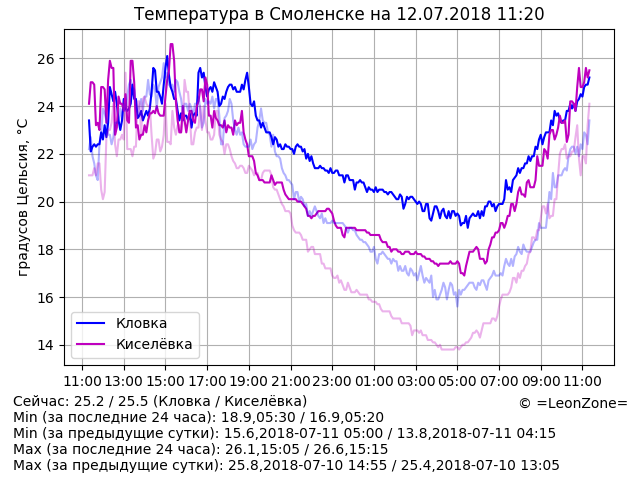 Температура в Смоленске на 12.07.2018 11:20
градусов Цельсия, °C
26
24
22
20
18
16
14
Кловка
Киселёвка
11:00 13:00 15:00 17:00 19:00 21:00 23:00 01:00 03:00 05:00 07:00 09:00 11:00
Сейчас: 25.2 / 25.5 (Кловка / Киселёвка)
© =LeonZone=
Min (за последние 24 часа): 18.9,05:30 / 16.9,05:20
Min (за предыдущие сутки): 15.6,2018-07-11 05:00 / 13.8,2018-07-11 04:15
Max (за последние 24 часа): 26.1,15:05 / 26.6,15:15
Max (за предыдущие сутки): 25.8,2018-07-10 14:55 / 25.4,2018-07-10 13:05